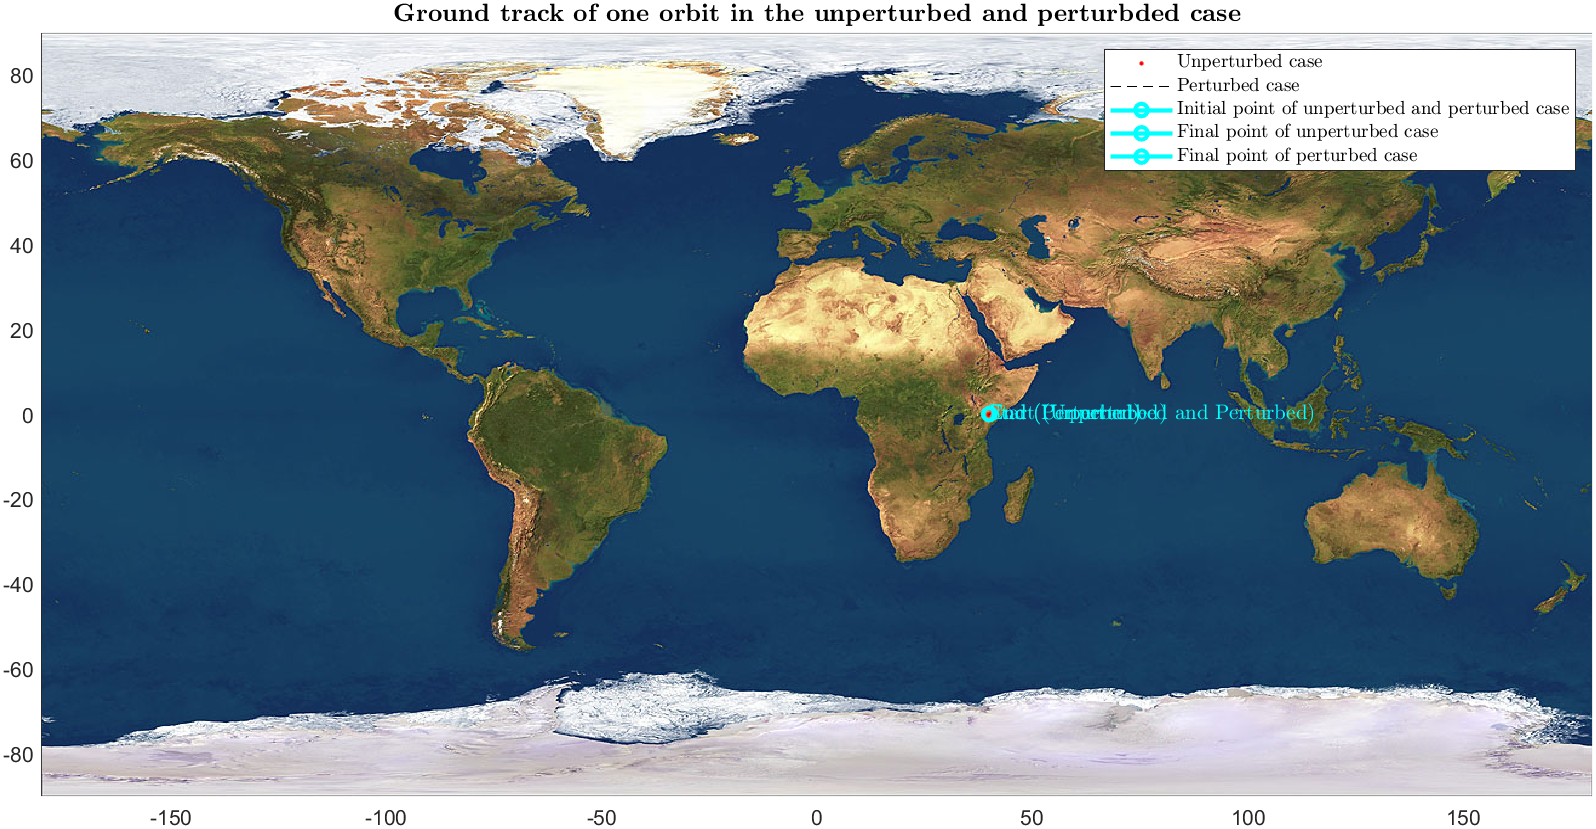 Ground track of one orbit in the unperturbed and perturbded case
Unperturbed case
Perturbed case
Initial point of unperturbed and perturbed case
Final point of unperturbed case
Final point of perturbed case
80
60
40
20
0
and Perturbed)
-20
-40
-60
-80
-150
-100
-50
0
50
100
150